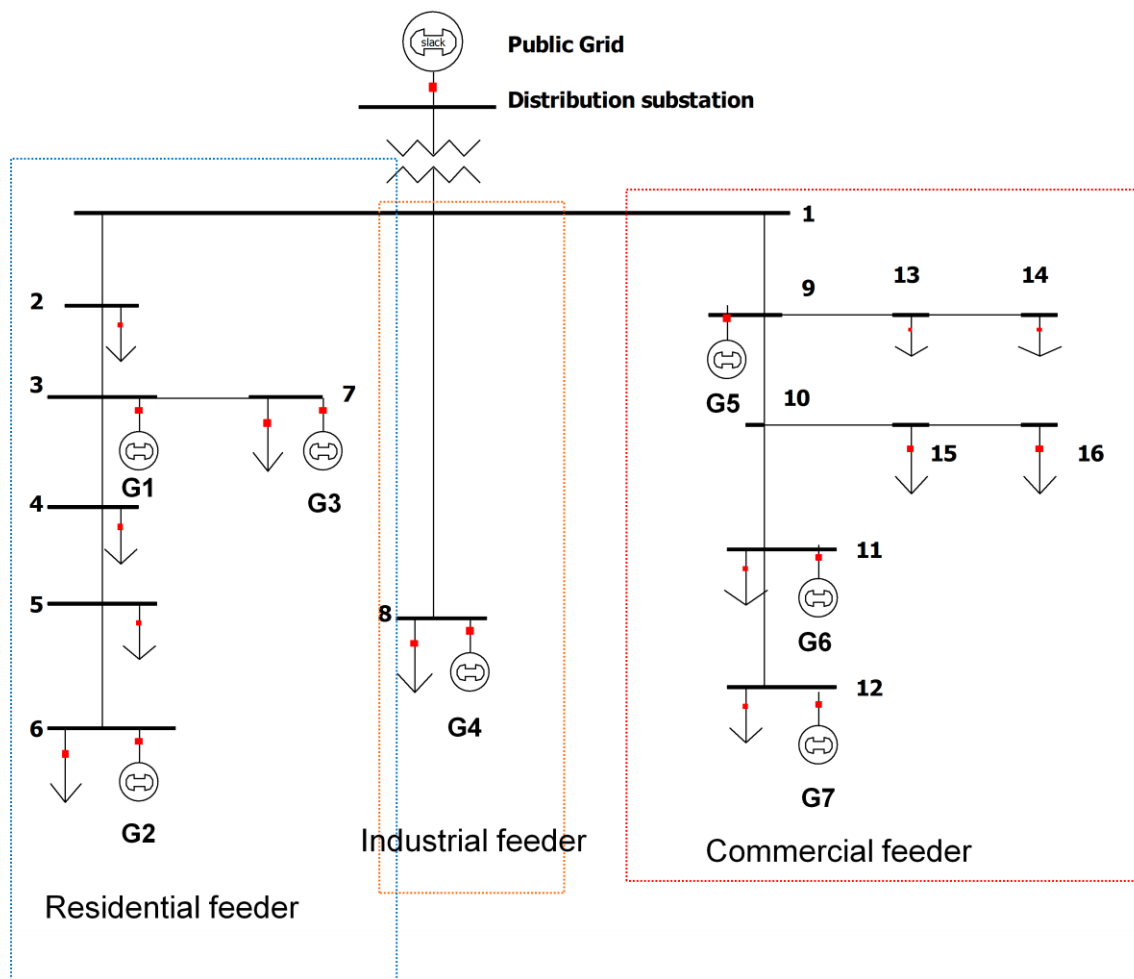 slack
Public Grid
Distribution substation
1
2
9
13
14
3
7
G5
10
G1
G3
15
16
4
11
5
8
G6
12
6
G4
G7
G2
Industrial feeder
Commercial feeder
Residential feeder